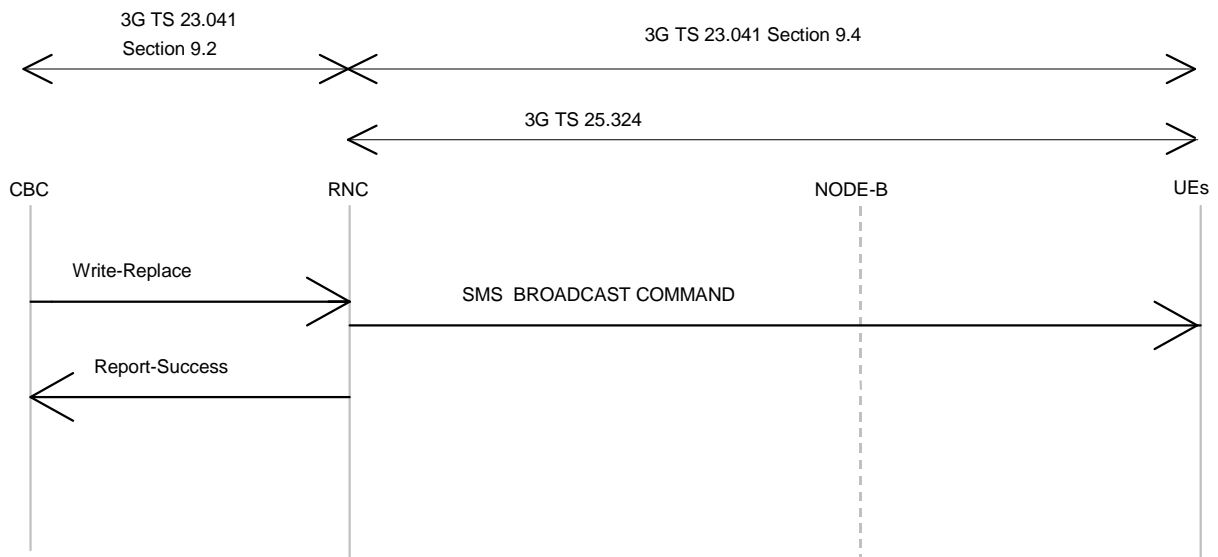 3G TS 23.041
Section 9.2
3G TS 23.041 Section 9.4
3G TS 25.324
CBC
RNC
NODE-B
UEs
Write-Replace
SMS BROADCAST COMMAND
Report-Success